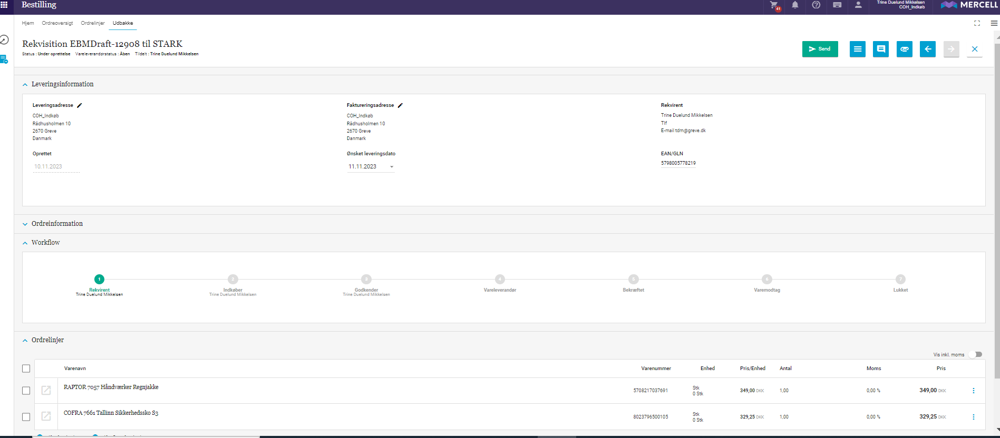 Bestilling
41
Trine Duelund Mikkelsen
COH_Indkøb
MERCELL
Hjem Ordreoversigt Ordrelinjer Udbakke
Rekvisition EBMDraft-12908 til STARK
Status : Under oprettelse Vareleverandørstatus : Åben Tildelt : Trine Duelund Mikkelsen
Send
Leveringsinformation
Leveringsadresse
COH_Indkøb
Rådhusholmen 10
2670 Greve
Danmark
Faktureringsadresse
COH_Indkøb
Rådhusholmen 10
2670 Greve
Danmark
Rekvirent
Trine Duelund Mikkelsen
Tlf
E-mail tdm@greve.dk
Oprettet
10.11.2023
Ønsket leveringsdato
11.11.2023
EAN/GLN
5798005778219
Ordreinformation
Workflow
1 2 3 4 5 6 7
Rekvirent Indkøber Godkender Vareleverandør Bekræftet Varemodtag Lukket
Trine Duelund Mikkelsen Trine Duelund Mikkelsen Trine Duelund Mikkelsen
Ordrelinjer
Vis inkl. moms
Varenavn Varenummer Enhed Pris/Enhed Antal Moms Pris
RAPTOR 7057 Håndværker Regnjakke 5708217037691 Stk 349,00 DKK 1,00 0,00 % 349,00 DKK
0 Stk
COFRA 7661 Tallinn Sikkerhedssko S3 8023796500105 Stk 329,25 DKK 1,00 0,00 % 329,25 DKK
0 Stk